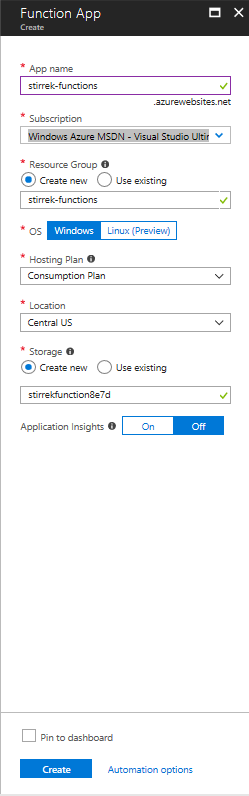 Function App
Create
* App name
stirrek-functions
.azurewebsites.net
* Subscription
Windows Azure MSDN - Visual Studio Ultir
* Resource Group
Create new Use existing
stirrek-functions
* OS Windows Linux (Preview)
* Hosting Plan
Consumption Plan
* Location
Central US
* Storage
Create new Use existing
stirrekfunction8e7d
Application Insights On Off
Pin to dashboard
Create Automation options